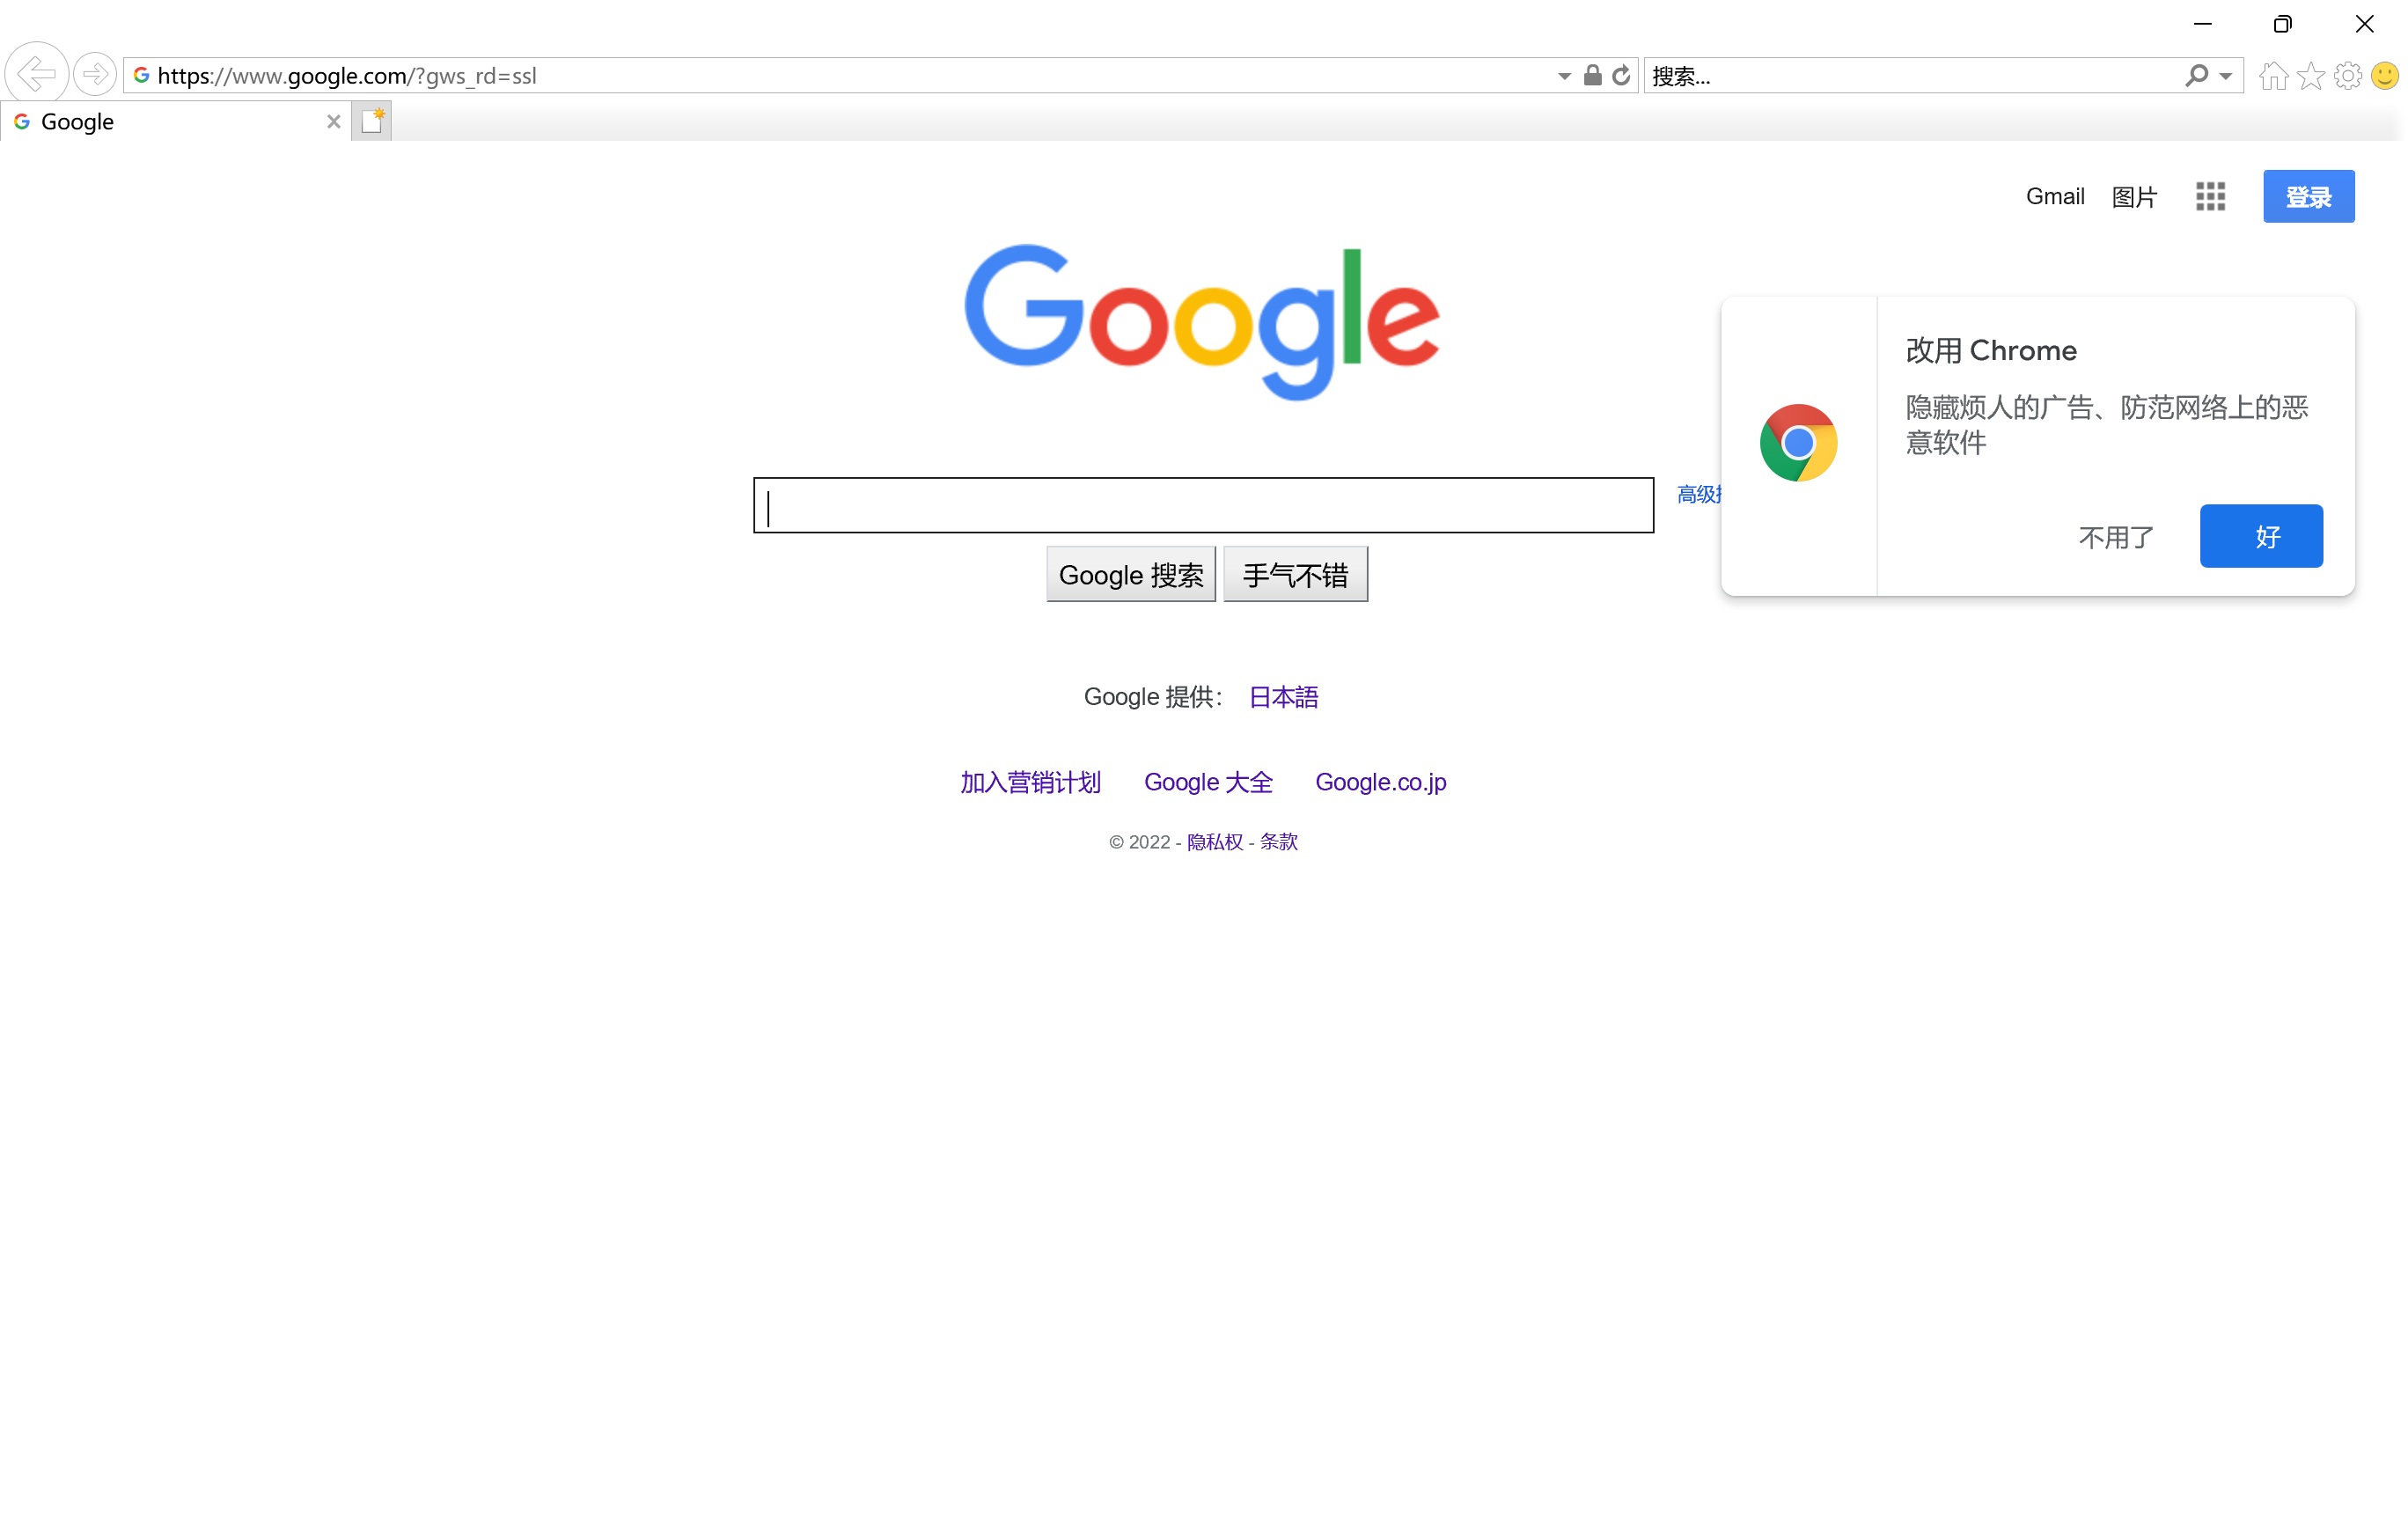 https://www.google.com/?gws_rd=ssl
搜索...
Google
Gmail 图片 登录
Google
改用 Chrome
隐藏烦人的广告、防范网络上的恶
意软件
高级
不用了 好
Google 搜索 手气不错
Google 提供： 日本語
加入营销计划 Google 大全 Google.co.jp
© 2022 - 隐私权 - 条款